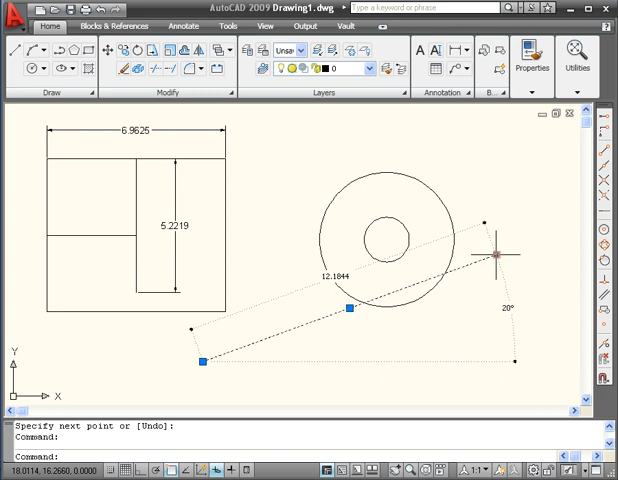 AutoCAD 2009 Drawing1.dwg
Type a keyword or phrase
Home
Blocks & References
Annotate
Tools
View
Output
Vault
Unsav
0
Properties
Utilities
Draw
Modify
Layers
Annotation
B...
6.9625
5.2219
12.1844
20°
Y
X
Specify next point or [Undo]:
Command:
Command:
18.0114, 16.2660, 0.0000
1:1